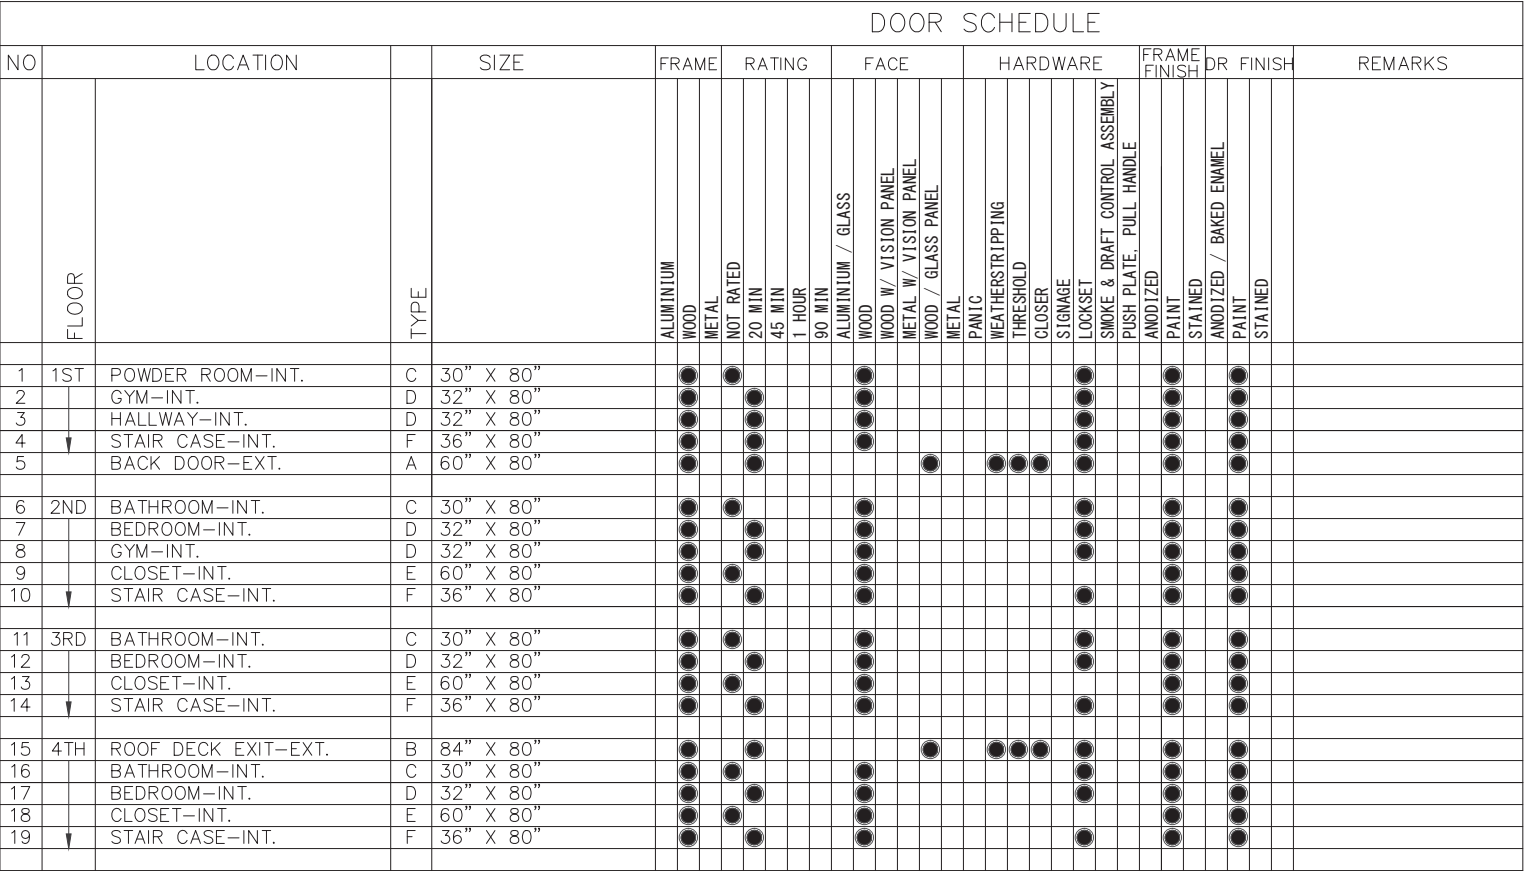 DOOR SCHEDULE
NO LOCATION SIZE FRAME RATING FACE HARDWARE FRAME FINISH DR FINISH REMARKS
FLOOR
TYPE
ALUMINIUM
WOOD
METAL
NOT RATED
20 MIN
45 MIN
1 HOUR
90 MIN
ALUMINIUM / GLASS
WOOD
WOOD W/ VISION PANEL
METAL W/ VISION PANEL
WOOD / GLASS PANEL
METAL
PANIC
WEATHERSTRIPPING
THRESHOLD
CLOSER
SIGNAGE
LOCKSET
SMOKE & DRAFT CONTROL ASSEMBLY
PUSH PLATE, PULL HANDLE
ANODIZED
PAINT
STAINED
ANODIZED / BAKED ENAMEL
PAINT
STAINED
1 1ST POWDER ROOM-INT. C 30" X 80"
2 GYM-INT. D 32" X 80"
3 HALLWAY-INT. D 32" X 80"
4 STAIR CASE-INT. F 36" X 80"
5 BACK DOOR-EXT. A 60" X 80"
6 2ND BATHROOM-INT. C 30" X 80"
7 BEDROOM-INT. D 32" X 80"
8 GYM-INT. D 32" X 80"
9 CLOSET-INT. E 60" X 80"
10 STAIR CASE-INT. F 36" X 80"
11 3RD BATHROOM-INT. C 30" X 80"
12 BEDROOM-INT. D 32" X 80"
13 CLOSET-INT. E 60" X 80"
14 STAIR CASE-INT. F 36" X 80"
15 4TH ROOF DECK EXIT-EXT. B 84" X 80"
16 BATHROOM-INT. C 30" X 80"
17 BEDROOM-INT. D 32" X 80"
18 CLOSET-INT. E 60" X 80"
19 STAIR CASE-INT. F 36" X 80"